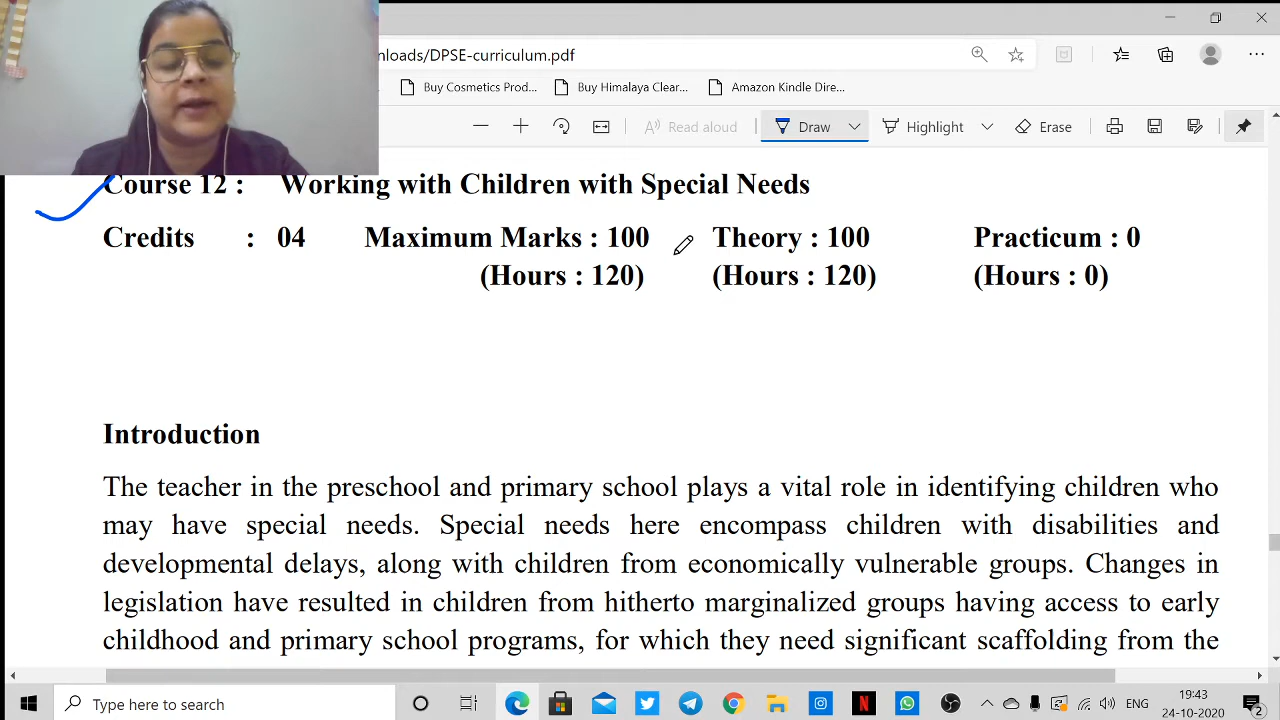 nloads/DPSE-curriculum.pdf
Buy Cosmetics Prod... Buy Himalaya Clear... Amazon Kindle Dire...
Read aloud Draw Highlight Erase
Course 12 : Working with Children with Special Needs
Credits : 04 Maximum Marks : 100 Theory : 100 Practicum : 0
(Hours : 120) (Hours : 120) (Hours : 0)
Introduction
The teacher in the preschool and primary school plays a vital role in identifying children who
may have special needs. Special needs here encompass children with disabilities and
developmental delays, along with children from economically vulnerable groups. Changes in
legislation have resulted in children from hitherto marginalized groups having access to early
childhood and primary school programs, for which they need significant scaffolding from the
Type here to search
ENG
19:43
24-10-2020
2